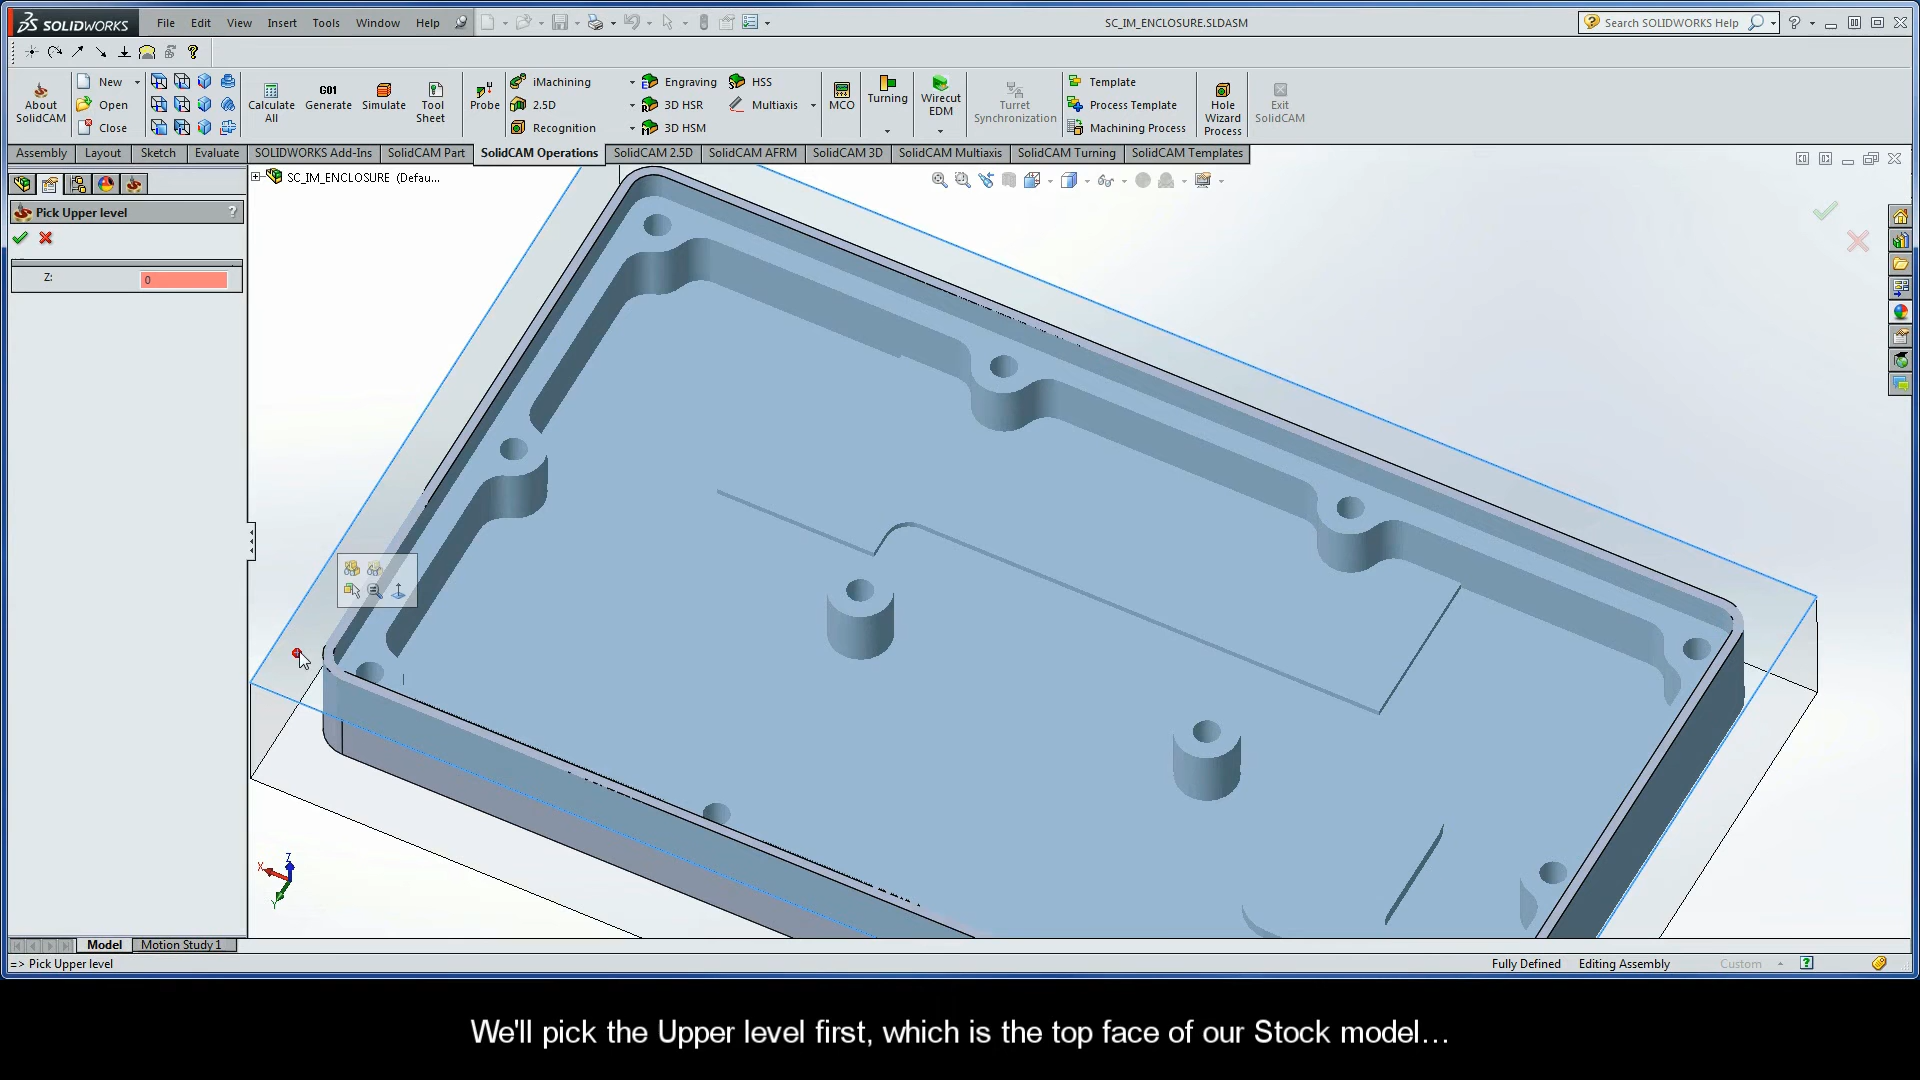 SOLIDWORKS
File Edit View Insert Tools Window Help
SC_IM_ENCLOSURE.SLDASM
Search SOLIDWORKS Help
About SolidCAM
New
Open
Close
Calculate All
G01
Generate
Simulate
Tool Sheet
Probe
iMachining
2.5D
Recognition
Engraving
3D HSR
3D HSM
HSS
Multiaxis
MCO
Turning
Wirecut EDM
Turret Synchronization
Template
Process Template
Machining Process
Hole Wizard Process
Exit SolidCAM
Assembly Layout Sketch Evaluate SOLIDWORKS Add-Ins SolidCAM Part SolidCAM Operations SolidCAM 2.5D SolidCAM AFRM SolidCAM 3D SolidCAM Multiaxis SolidCAM Turning SolidCAM Templates
SC_IM_ENCLOSURE (Defau...
Pick Upper level ?
Z: 0
X
Z
Y
Model Motion Study1
=> Pick Upper level
Fully Defined Editing Assembly Custom
We'll pick the Upper level first, which is the top face of our Stock model...